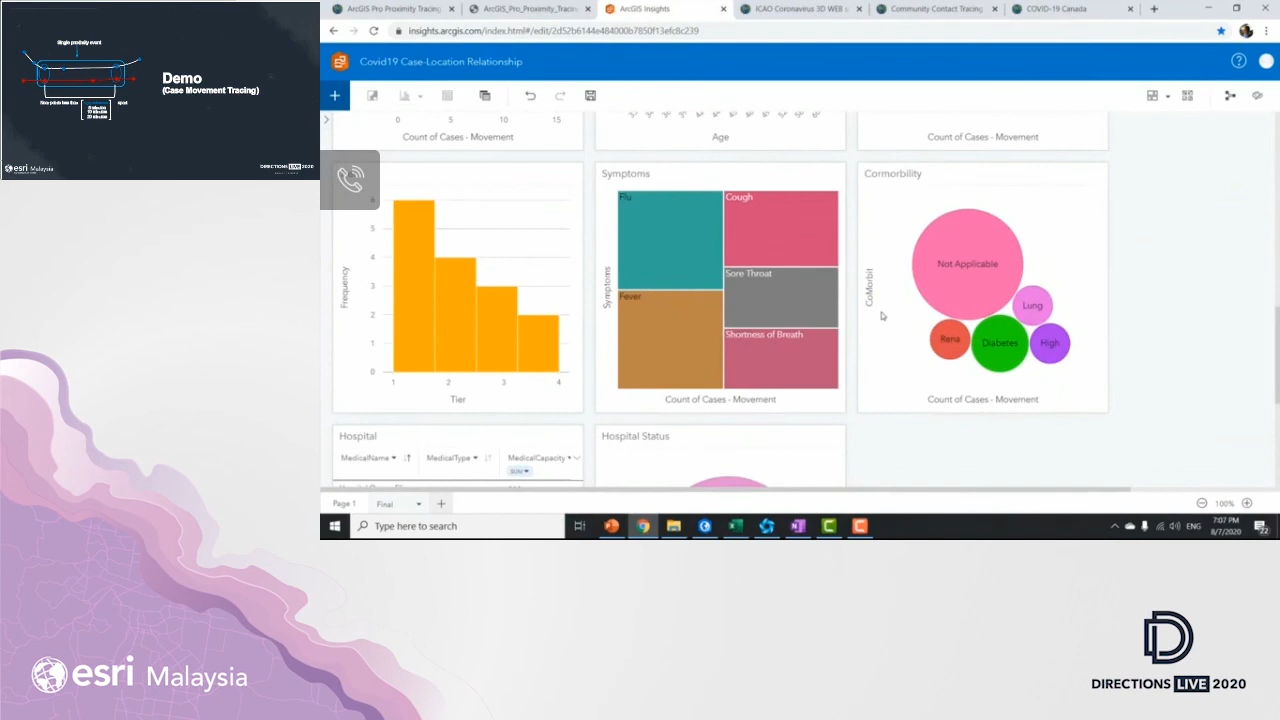 Single proximity event
Demo
(Case Movement Tracing)
esri Malaysia
DIRECTIONS LIVE 2020
ArcGIS Pro Proximity Tracing
ArcGIS_Pro_Proximity_Tracin
ArcGIS Insights
ICAO Coronavirus 3D WEB
Community Contact Tracing
COVID-19 Canada
insights.arcgis.com/index.html#/edit/2d52b6144e484000b7850f13efc8c239
Covid19 Case-Location Relationship
0 5 10 15
Count of Cases - Movement
Age
Count of Cases - Movement
6
5
4
3
2
1
0
Frequency
1 2 3 4
Tier
Symptoms
Flu
Cough
Sore Throat
Fever
Shortness of Breath
Symptoms
Count of Cases - Movement
Cormorbility
Not Applicable
Lung
Rena
Diabetes
High
CoMorbit
Count of Cases - Movement
Hospital
MedicalName MedicalType MedicalCapacity
SUM
Hospital Status
Page 1 Final
100%
Type here to search
ENG
7:07 PM
8/7/2020
22
esri Malaysia
DIRECTIONS LIVE 2020